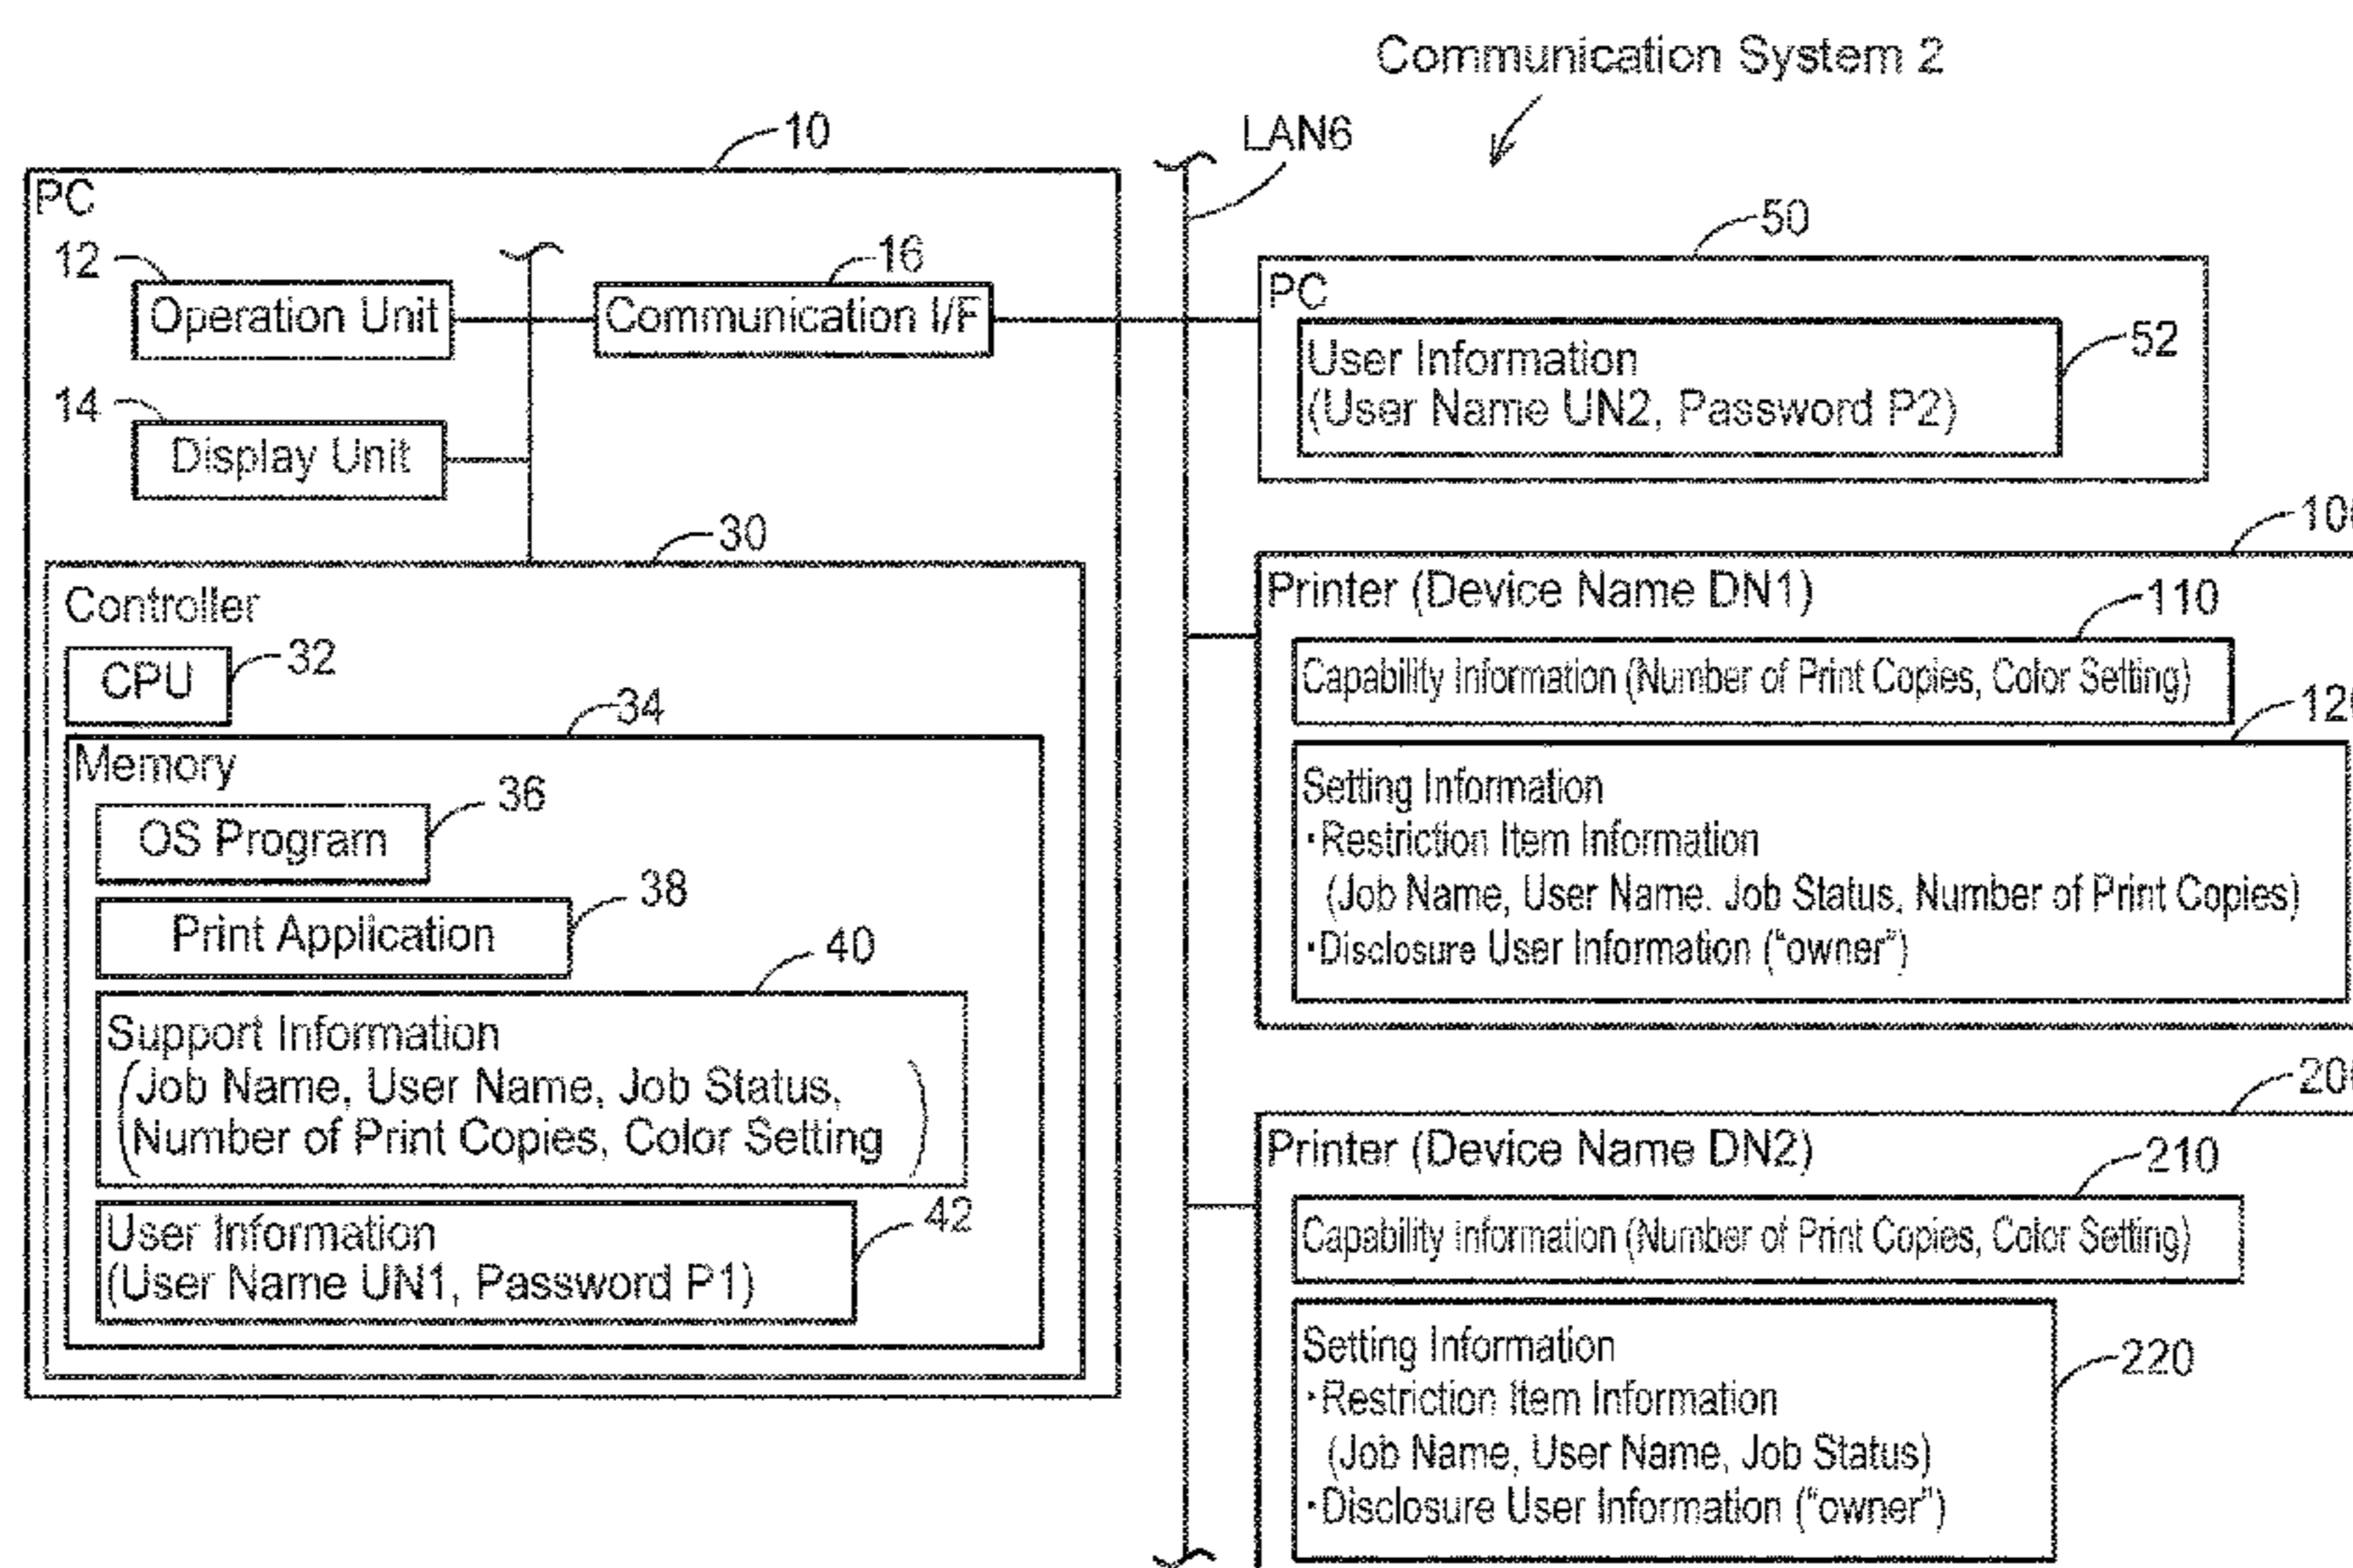 Communication System 2
10
LAN6
PC
12
Operation Unit
16
Communication I/F
14
Display Unit
30
Controller
CPU
32
34
Memory
OS Program
36
Print Application
38
40
Support Information
(Job Name, User Name, Job Status,
Number of Print Copies, Color Setting)
User Information
(User Name UN1, Password P1)
42
50
PC
User Information
(User Name UN2, Password P2)
52
Printer (Device Name DN1)
110
Capability Information (Number of Print Copies, Color Setting)
Setting Information
・Restriction Item Information
(Job Name, User Name. Job Status, Number of Print Copies)
・Disclosure User Information ("owner")
Printer (Device Name DN2)
210
Capability Information (Number of Print Copies, Color Setting)
Setting Information
・Restriction Item Information
(Job Name, User Name, Job Status)
・Disclosure User Information ("owner")
220